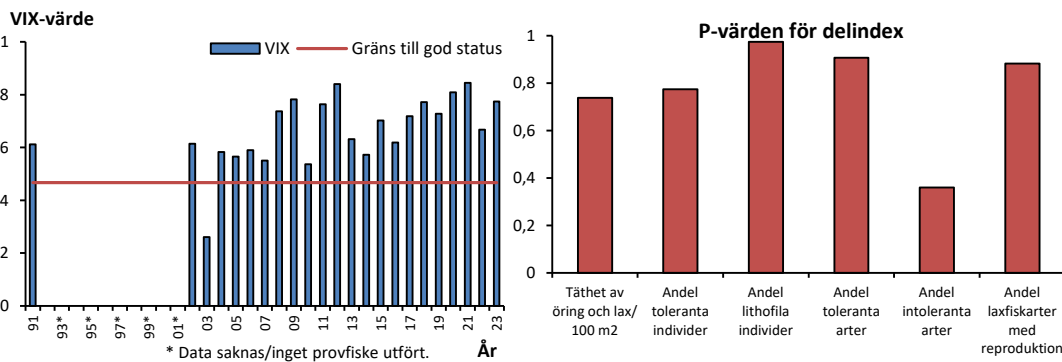 VIX-värde
VIX
Gräns till god status
1
8
6
4
2
0
91
93*
95*
97*
99*
01*
03
05
07
09
11
13
15
17
19
21
23
* Data saknas/inget provfiske utfört.
År
P-värden för delindex
1
0,8
0,6
0,4
0,2
0
Täthet av
öring och lax/
100 m2
Andel
toleranta
individer
Andel
lithofila
individer
Andel
toleranta
arter
Andel
intoleranta
arter
Andel
laxfiskarter
med
reproduktion